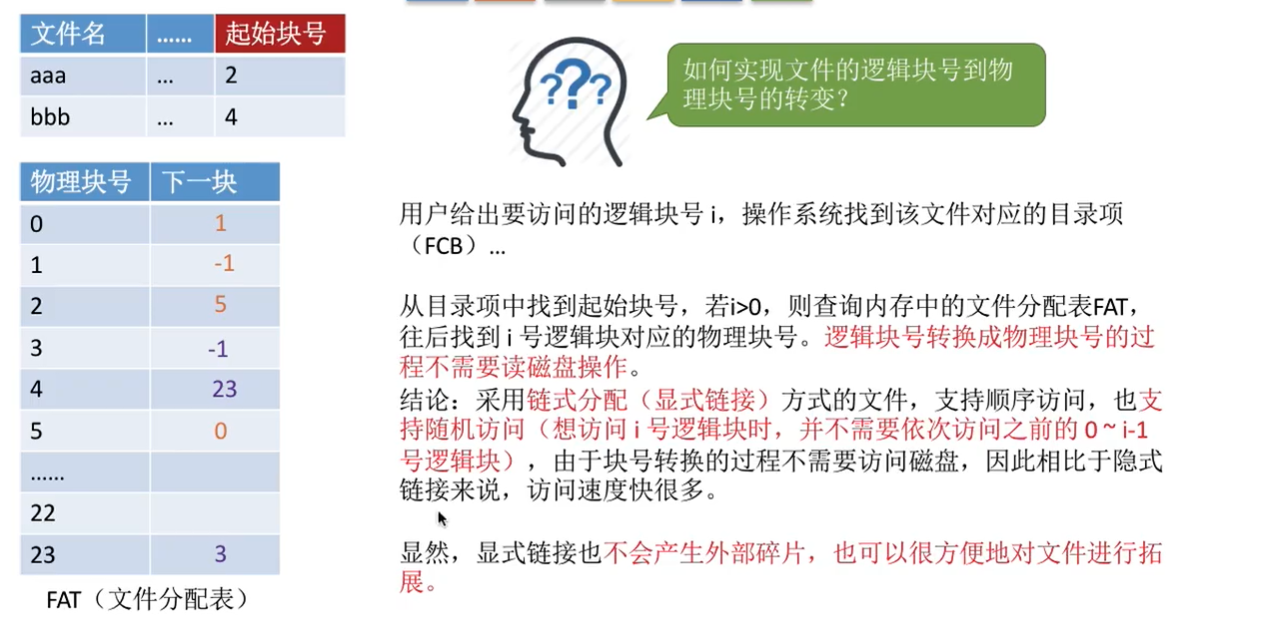 文件名 …… 起始块号
aaa … 2
bbb … 4
???
如何实现文件的逻辑块号到物
理块号的转变？
物理块号 下一块
0 1
1 -1
2 5
3 -1
4 23
5 0
……
22
23 3
FAT（文件分配表）
用户给出要访问的逻辑块号 i，操作系统找到该文件对应的目录项
（FCB）…
从目录项中找到起始块号，若i>0，则查询内存中的文件分配表FAT，
往后找到 i 号逻辑块对应的物理块号。逻辑块号转换成物理块号的过
程不需要读磁盘操作。
结论：采用链式分配（显式链接）方式的文件，支持顺序访问，也支
持随机访问（想访问 i 号逻辑块时，并不需要依次访问之前的 0 ~ i-1
号逻辑块），由于块号转换的过程不需要访问磁盘，因此相比于隐式
链接来说，访问速度快很多。
显然，显式链接也不会产生外部碎片，也可以很方便地对文件进行拓
展。